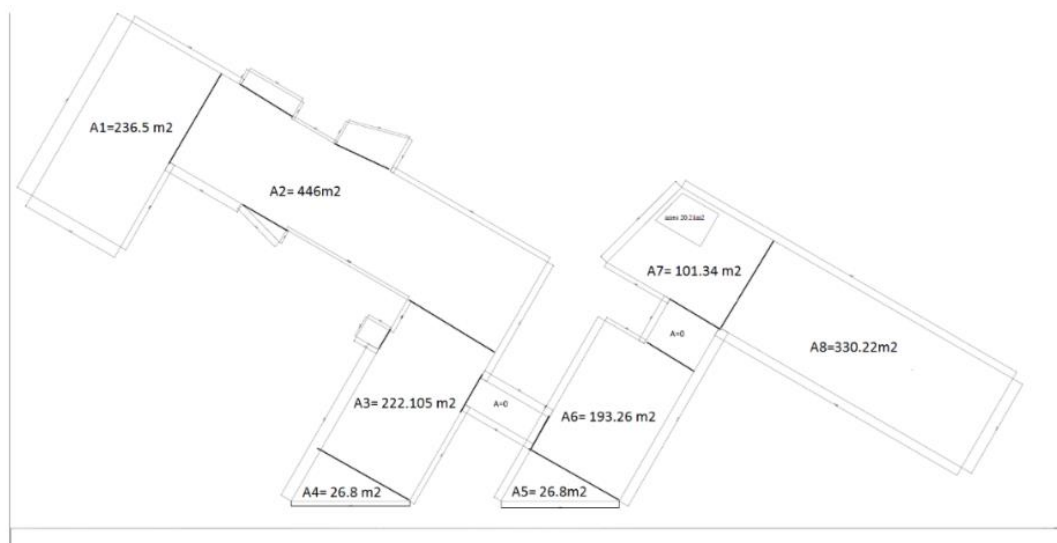 A1=236.5 m2
A2= 446m2
A7= 101.34 m2
A=0
A8=330.22m2
A3= 222.105 m2
A=0
A6= 193.26 m2
A4= 26.8 m2
A5= 26.8m2